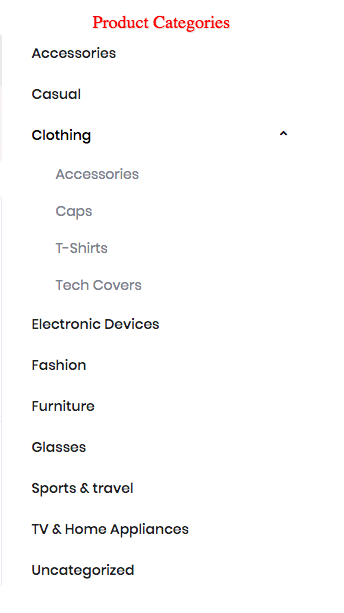 Product Categories
Accessories
Casual
Clothing
Accessories
Caps
T-Shirts
Tech Covers
Electronic Devices
Fashion
Furniture
Glasses
Sports & travel
TV & Home Appliances
Uncategorized